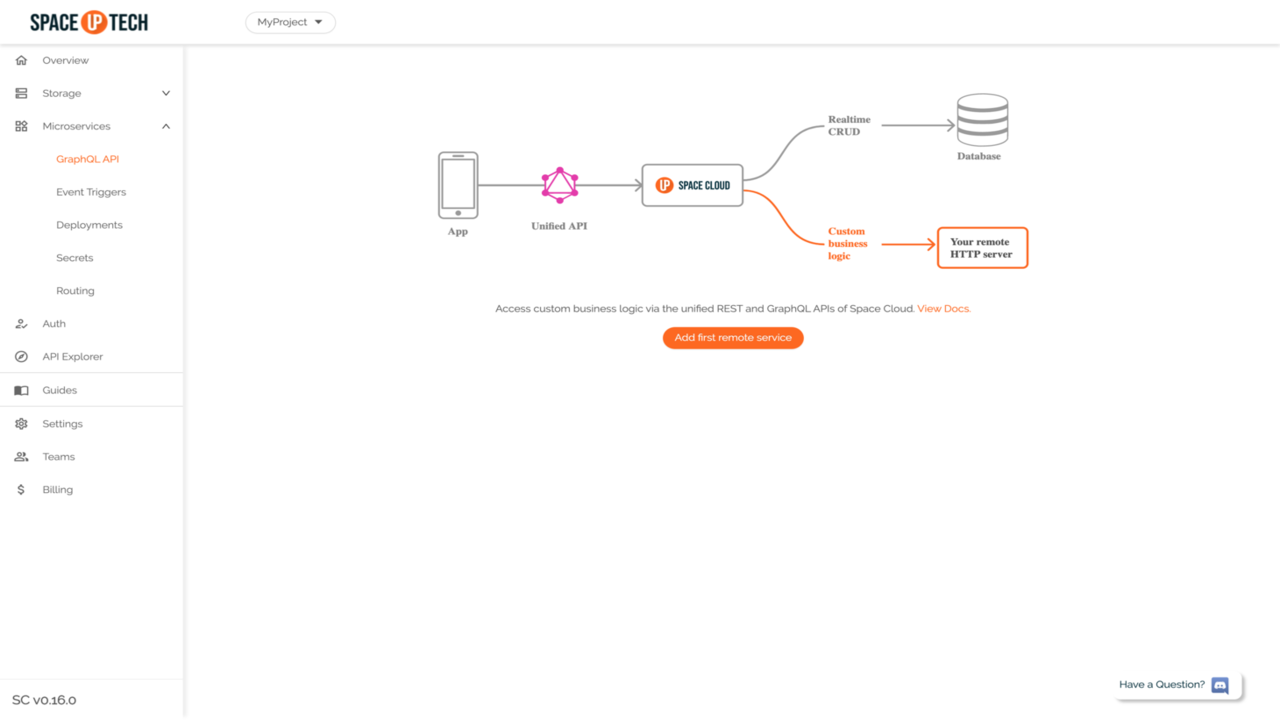 SPACE UP TECH
MyProject
Overview
Storage
Microservices
GraphQL API
Event Triggers
Deployments
Secrets
Routing
Auth
API Explorer
Guides
Settings
Teams
Billing
SC v0.16.0
App
Unified API
UP SPACE CLOUD
Realtime
CRUD
Database
Custom
business
logic
Your remote
HTTP server
Access custom business logic via the unified REST and GraphQL APIs of Space Cloud. View Docs.
Add first remote service
Have a Question?